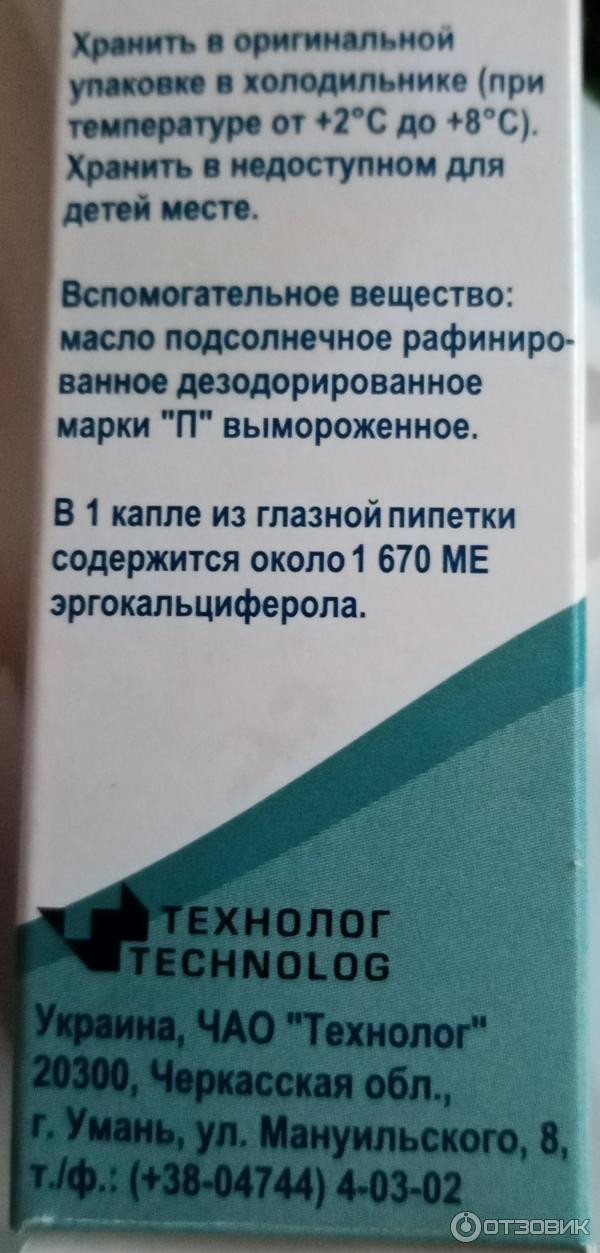 Хранить в оригинальной
упаковке в холодильнике (при
температуре от +2°С до +8°С).
Хранить в недоступном для
детей месте.
Вспомогательное вещество:
масло подсолнечное рафиниро-
ванное дезодорированное
марки "П" вымороженное.
В 1 капле из глазной пипетки
содержится около 1 670 МЕ
эргокальциферола.
ТЕХНОЛОГ
TECHNOLOG
Украина, ЧАО "Технолог"
20300, Черкасская обл.,
г. Умань, ул. Мануильского, 8,
т./ф.: (+38-04744) 4-03-02
ОТЗОВИК